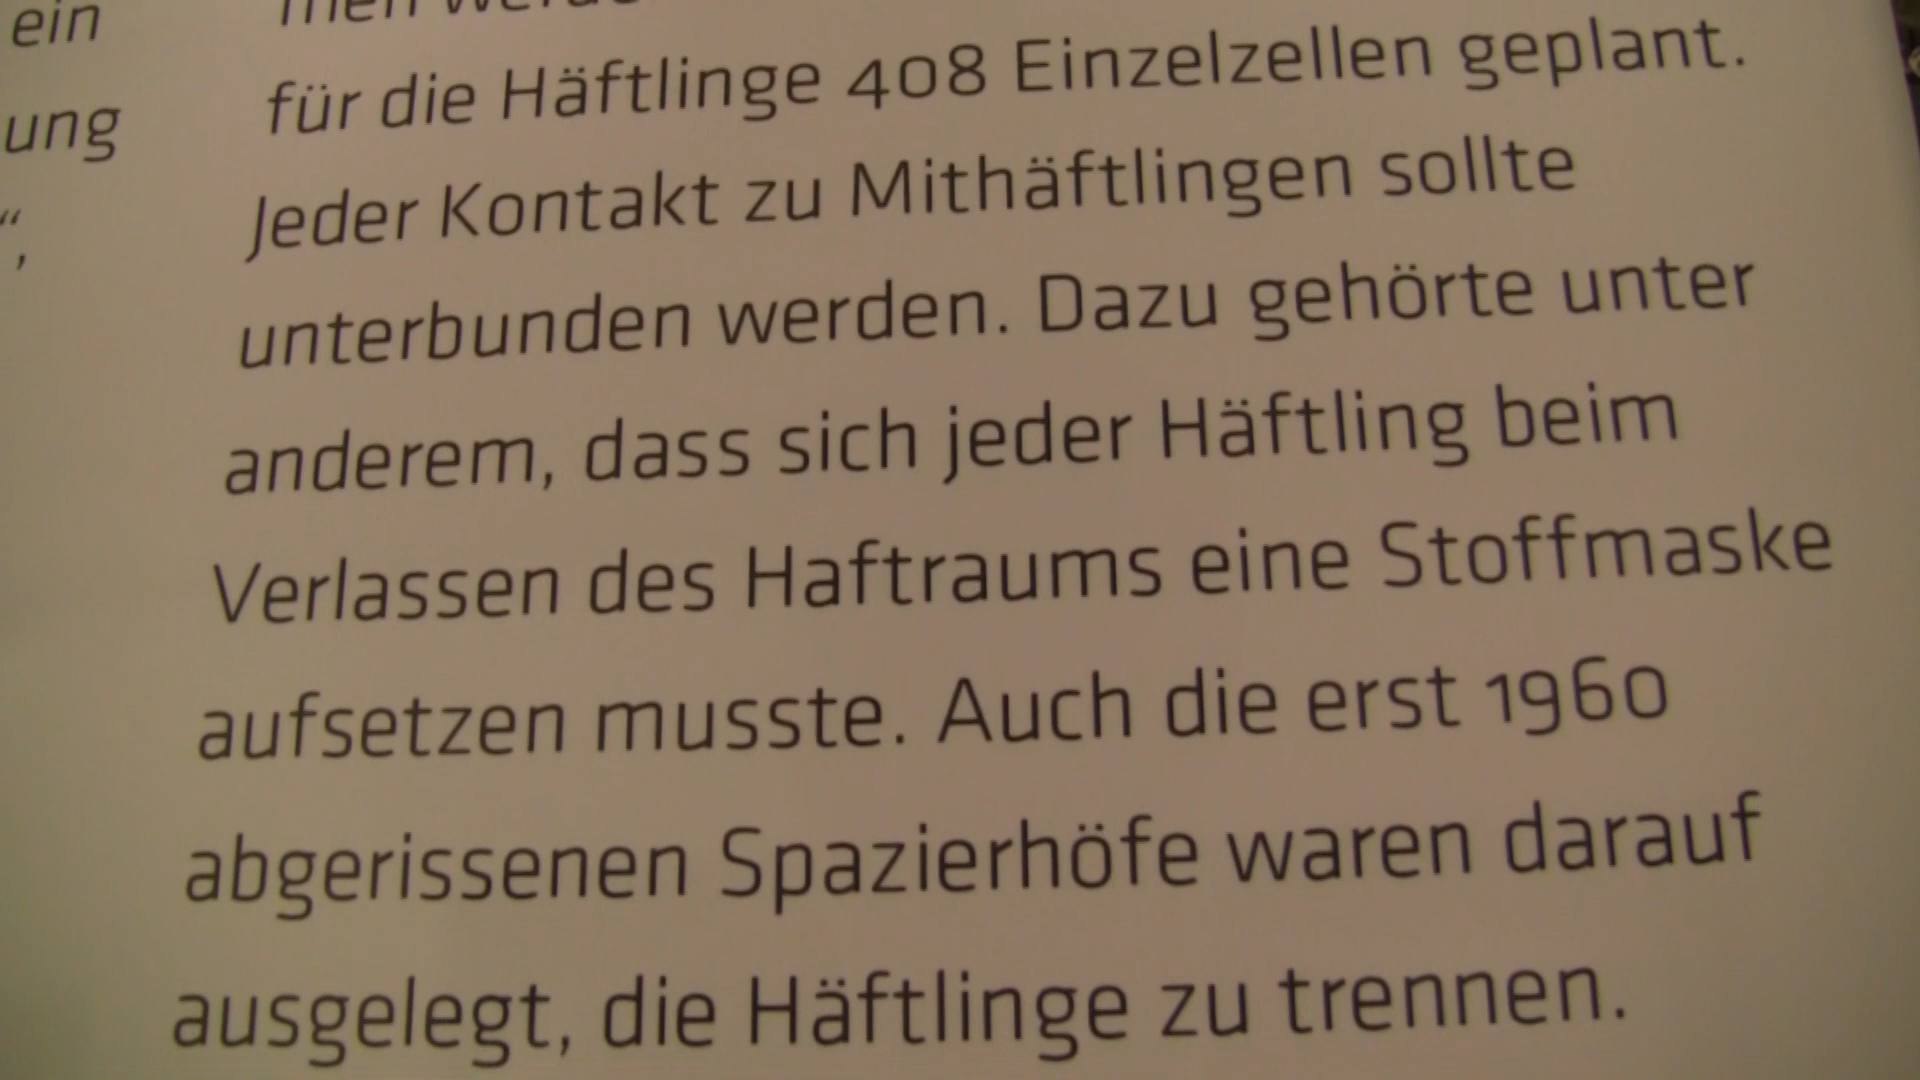 ein
ung
“,
für die Häftlinge 408 Einzelzellen geplant.
Jeder Kontakt zu Mithäftlingen sollte
unterbunden werden. Dazu gehörte unter
anderem, dass sich jeder Häftling beim
Verlassen des Haftraums eine Stoffmaske
aufsetzen musste. Auch die erst 1960
abgerissenen Spazierhöfe waren darauf
ausgelegt, die Häftlinge zu trennen.